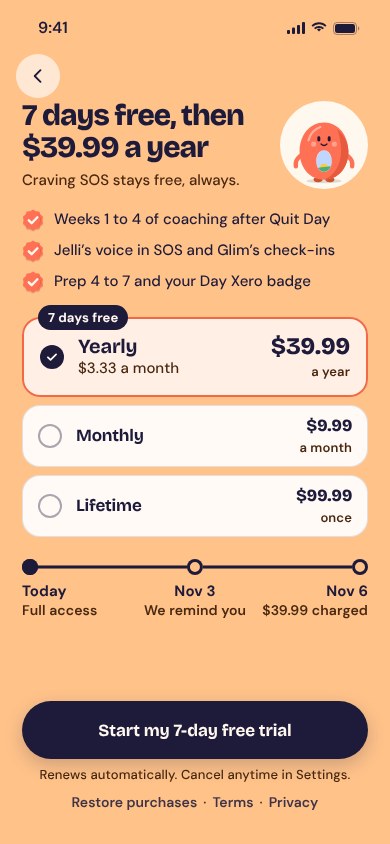 9:41
7 days free, then
$39.99 a year
Craving SOS stays free, always.
Weeks 1 to 4 of coaching after Quit Day
Jelli's voice in SOS and Glim's check-ins
Prep 4 to 7 and your Day Xero badge
7 days free
Yearly
$39.99
$3.33 a month
a year
Monthly
$9.99
a month
Lifetime
$99.99
once
Today
Nov 3
Nov 6
Full access
We remind you
$39.99 charged
Start my 7-day free trial
Renews automatically. Cancel anytime in Settings.
Restore purchases · Terms · Privacy